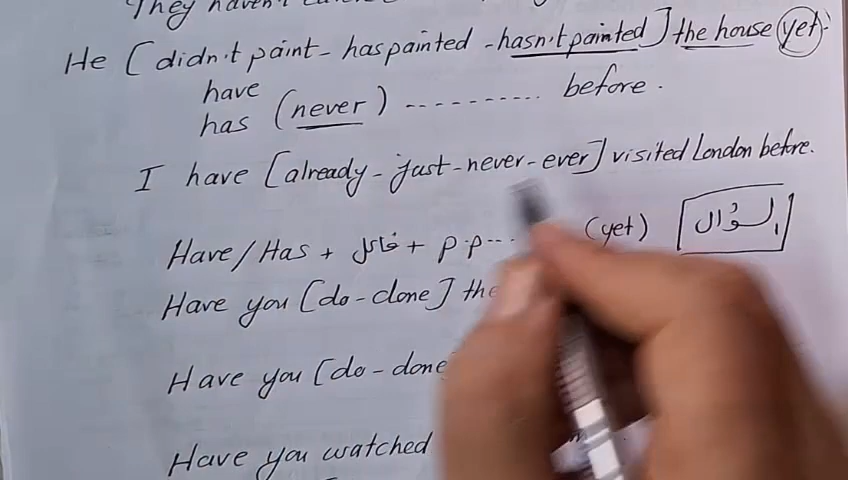 They haven't
He [didn't paint - has painted - hasn't painted] the house (yet).
have
has (never) ---------- before.
I have [already - just - never - ever] visited London before.
Have/Has + فاعل + p.p... (yet) السؤال
Have you [do - done] the
Have you [do - done
Have you watched